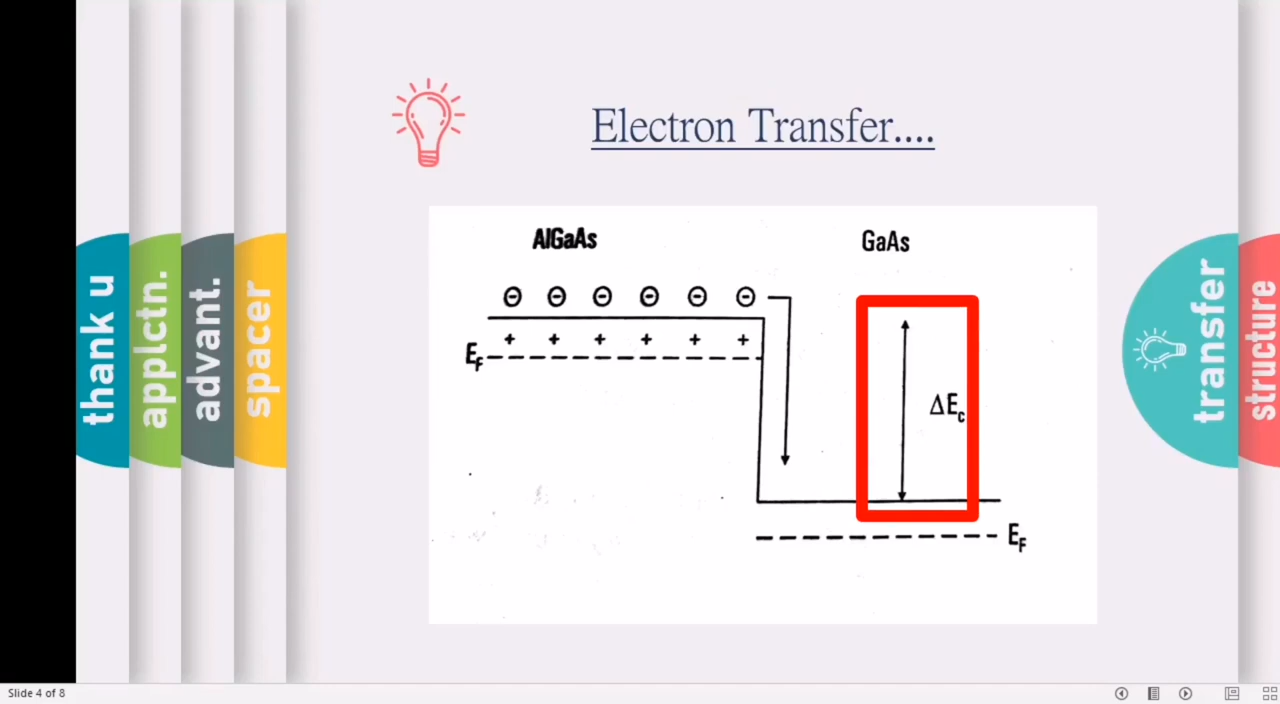 Electron Transfer....
AlGaAs
GaAs
+ + + + + +
E_F
ΔE_c
E_F
thank u
applctn.
advant.
spacer
transfer
structure
Slide 4 of 8